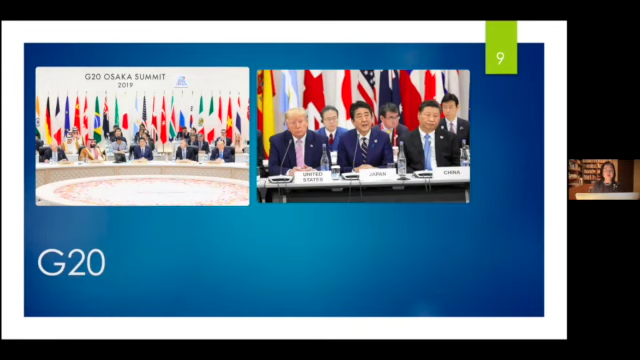 9
G20 OSAKA SUMMIT
2019
UNITED
STATES
JAPAN
CHINA
G20